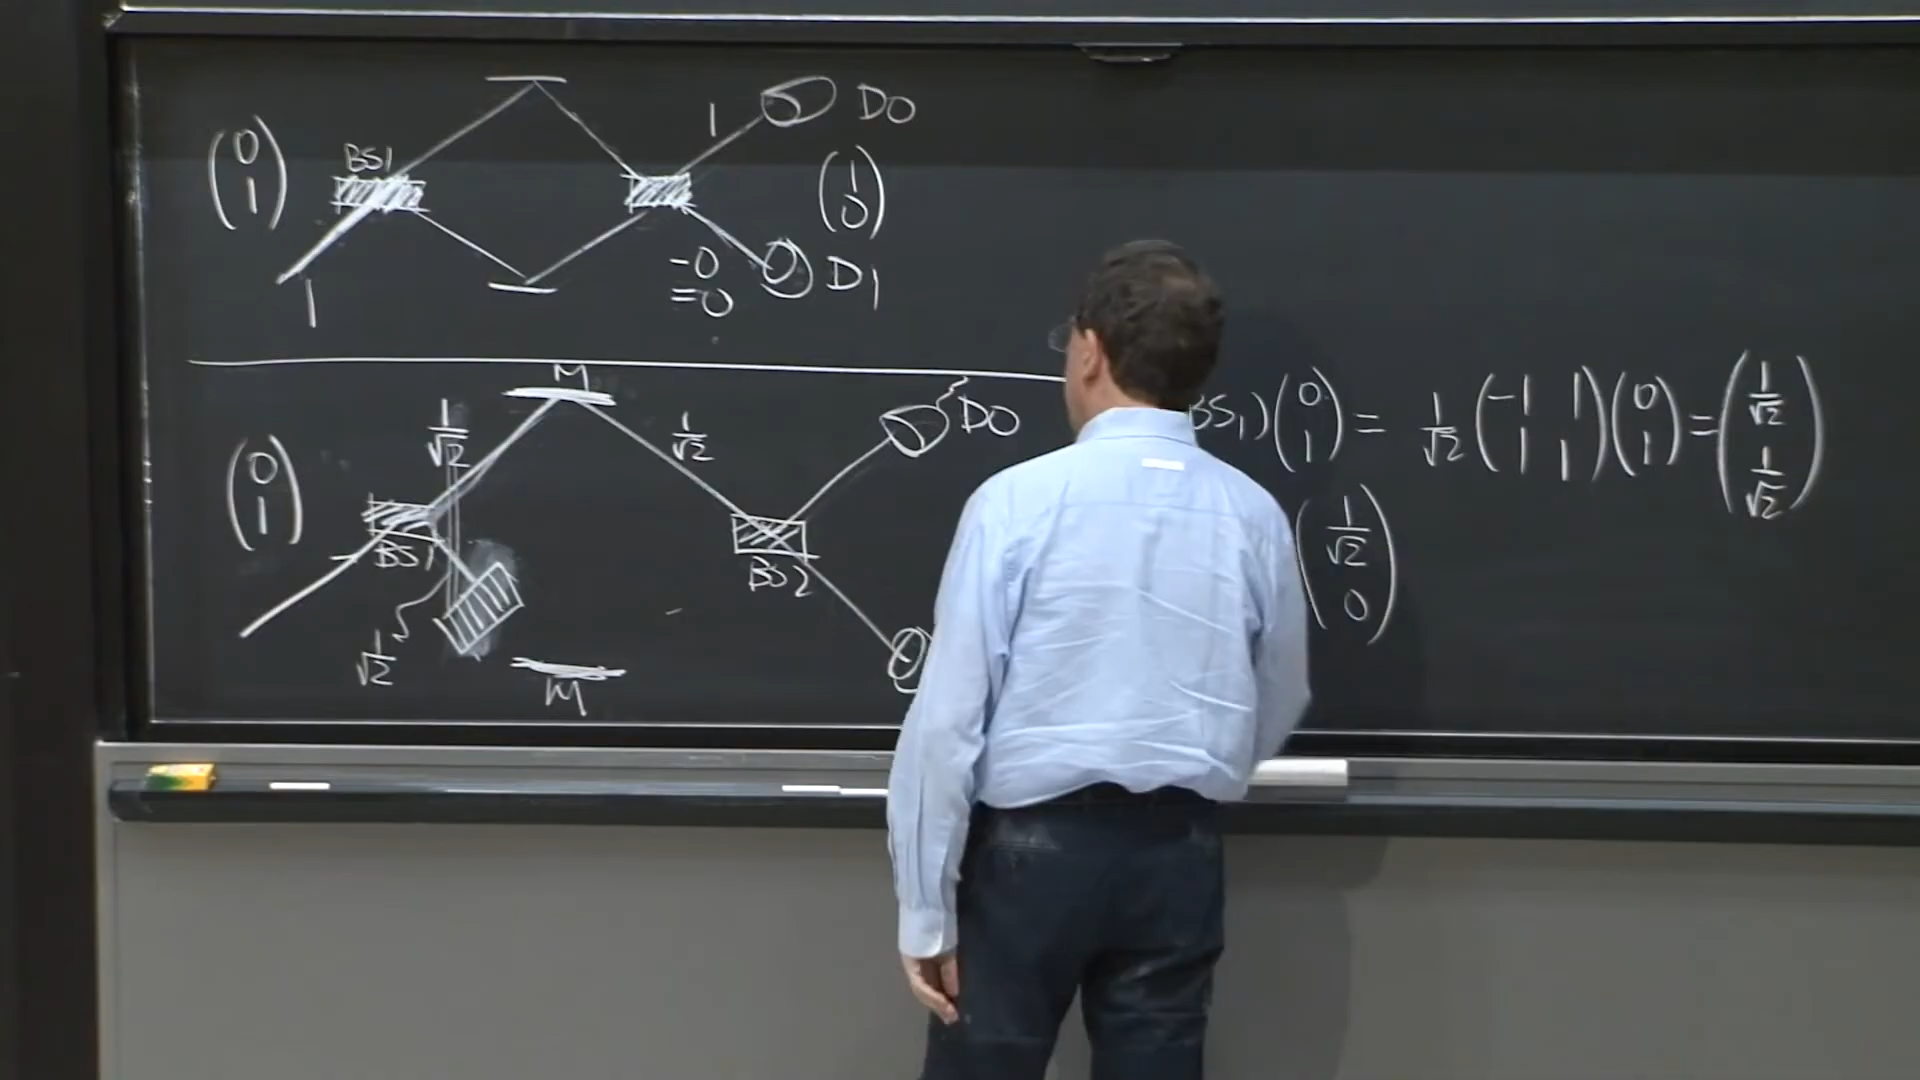 BS1
(0 1)
1
1
D0
(1 0)
-0
=0
D1
M
1/√2
1/√2
D0
(0 1)
BS1
BS2
1/√2
M
BS1)(0 1) = 1/√2 (-1 1 1 1)(0 1) = (1/√2 1/√2)
(1/√2 0)